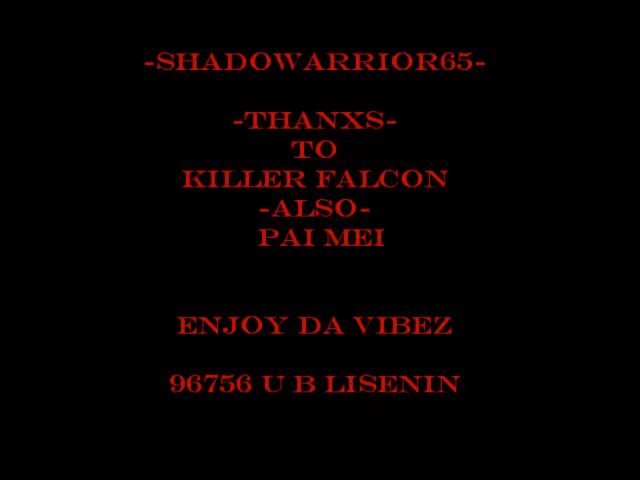 -SHADOWARRIOR65-
-THANXS-
TO
KILLER FALCON
-ALSO-
PAI MEI
ENJOY DA VIBEZ
96756 U B LISENIN